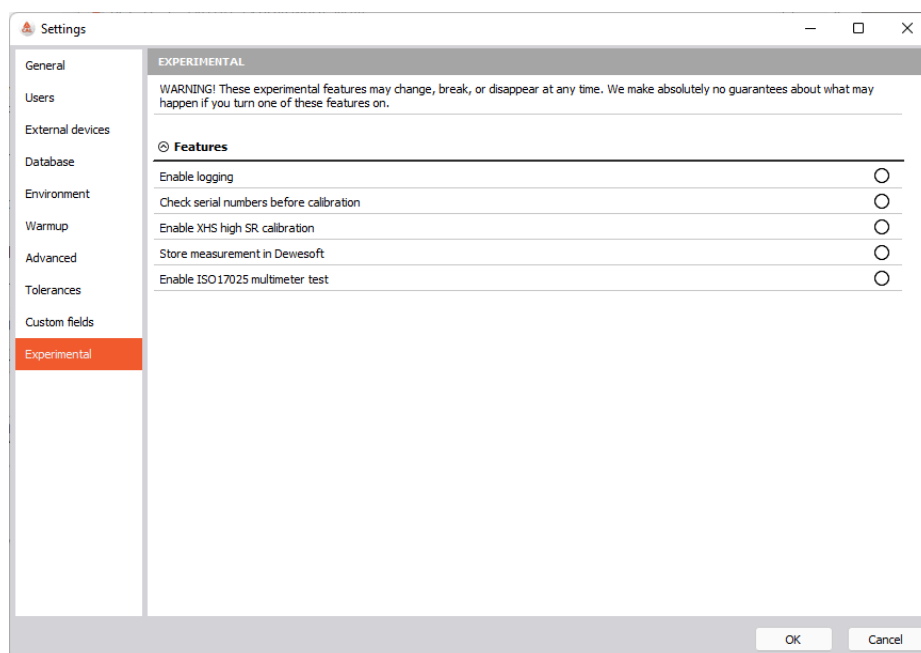 Settings
General
Users
External devices
Database
Environment
Warmup
Advanced
Tolerances
Custom fields
Experimental
EXPERIMENTAL
WARNING! These experimental features may change, break, or disappear at any time. We make absolutely no guarantees about what may
happen if you turn one of these features on.
Features
Enable logging
Check serial numbers before calibration
Enable XHS high SR calibration
Store measurement in Dewesoft
Enable ISO17025 multimeter test
OK
Cancel